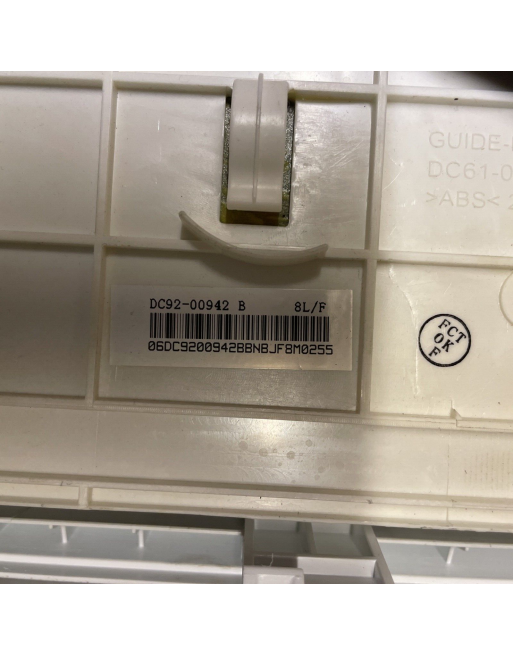 GUIDE-
DC61-0
>ABS<
DC92-00942 B 8L/F
06DC9200942BBNBJF8M0255
FCT
OK
F